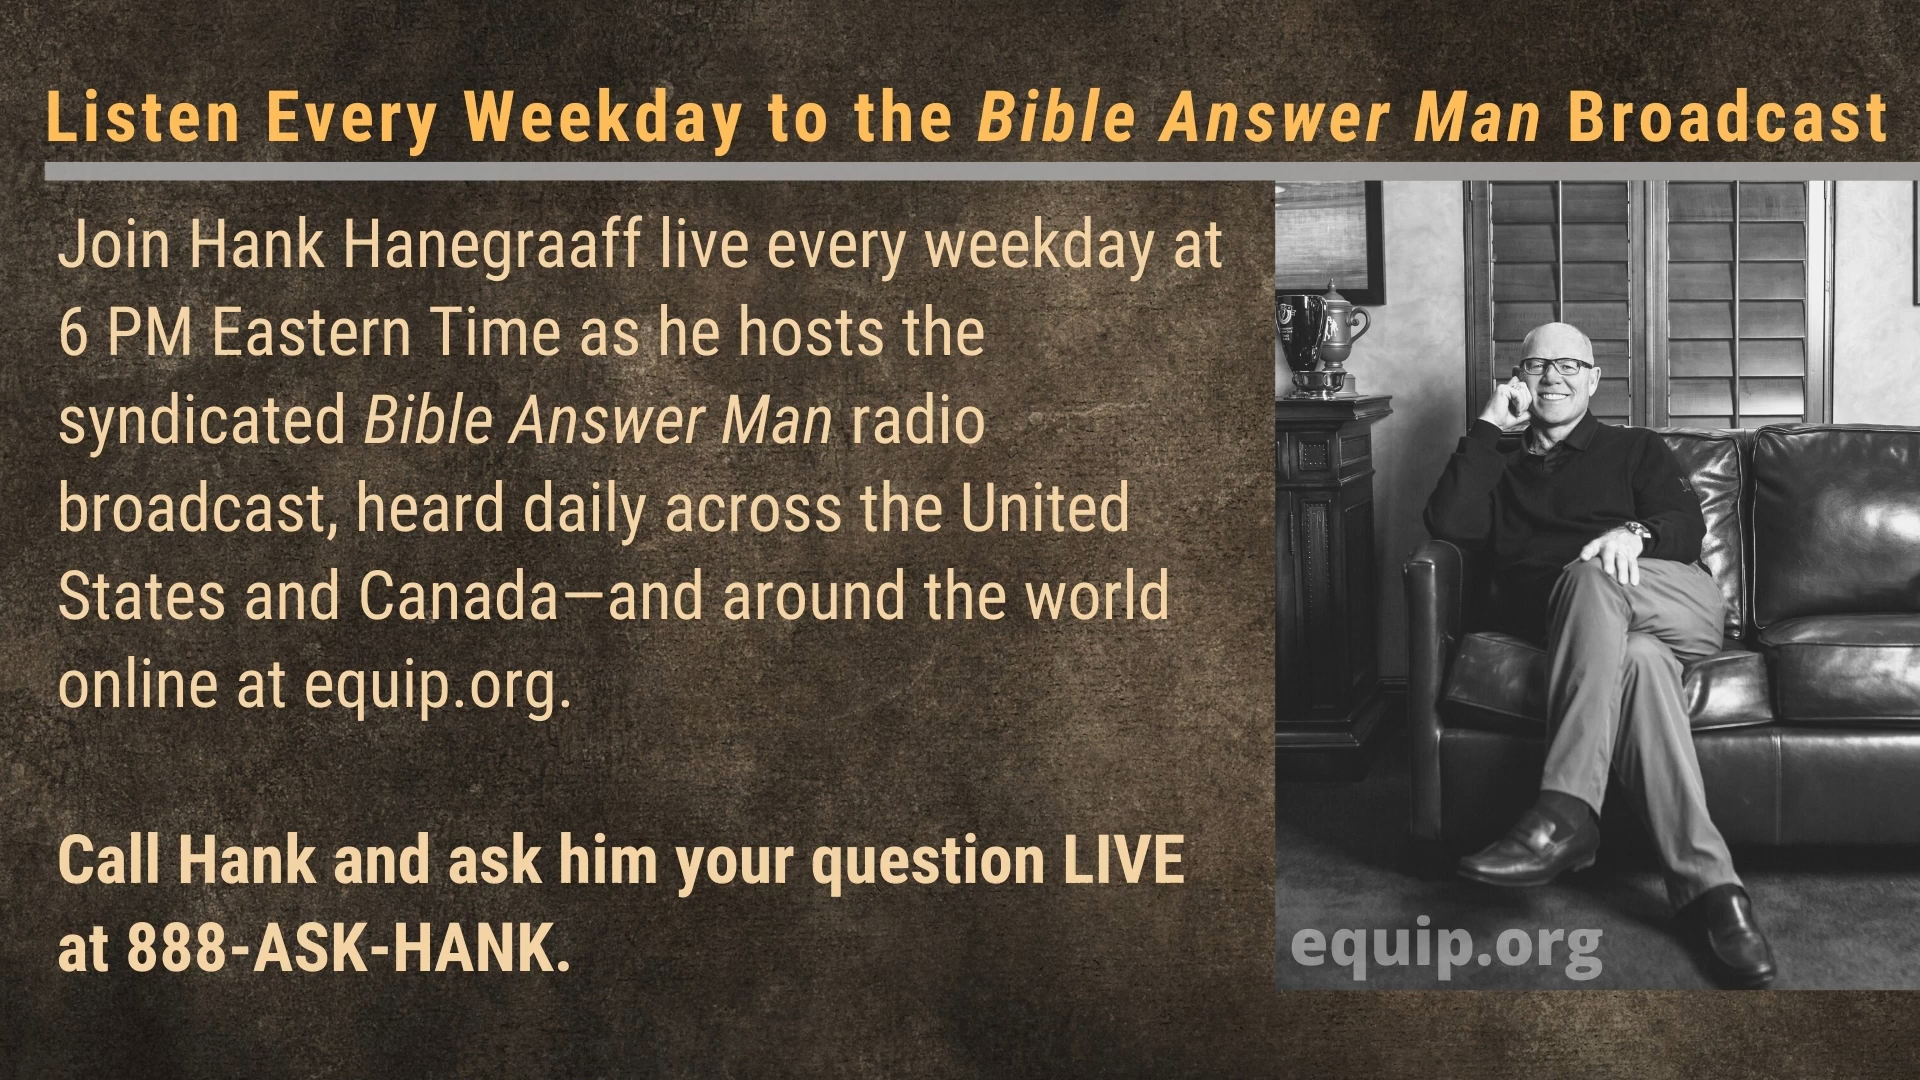 Listen Every Weekday to the Bible Answer Man Broadcast
Join Hank Hanegraaff live every weekday at
6 PM Eastern Time as he hosts the
syndicated Bible Answer Man radio
broadcast, heard daily across the United
States and Canada—and around the world
online at equip.org.
Call Hank and ask him your question LIVE
at 888-ASK-HANK.
equip.org